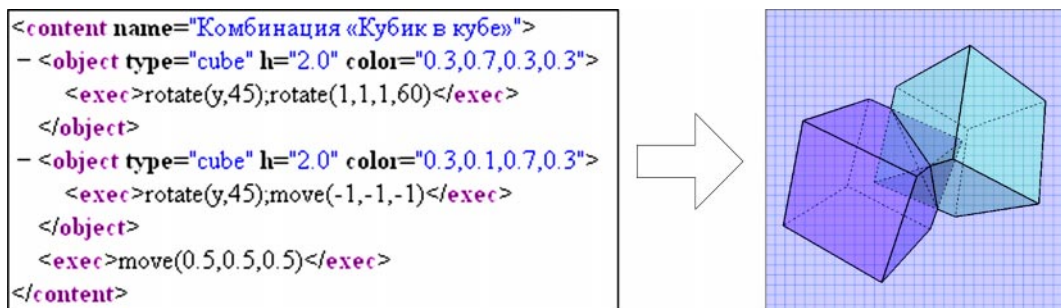 <content name="Комбинация «Кубик в кубе»">
– <object type="cube" h="2.0" color="0.3,0.7,0.3,0.3">
<exec>rotate(y,45);rotate(1,1,1,60)</exec>
</object>
– <object type="cube" h="2.0" color="0.3,0.1,0.7,0.3">
<exec>rotate(y,45);move(-1,-1,-1)</exec>
</object>
<exec>move(0.5,0.5,0.5)</exec>
</content>